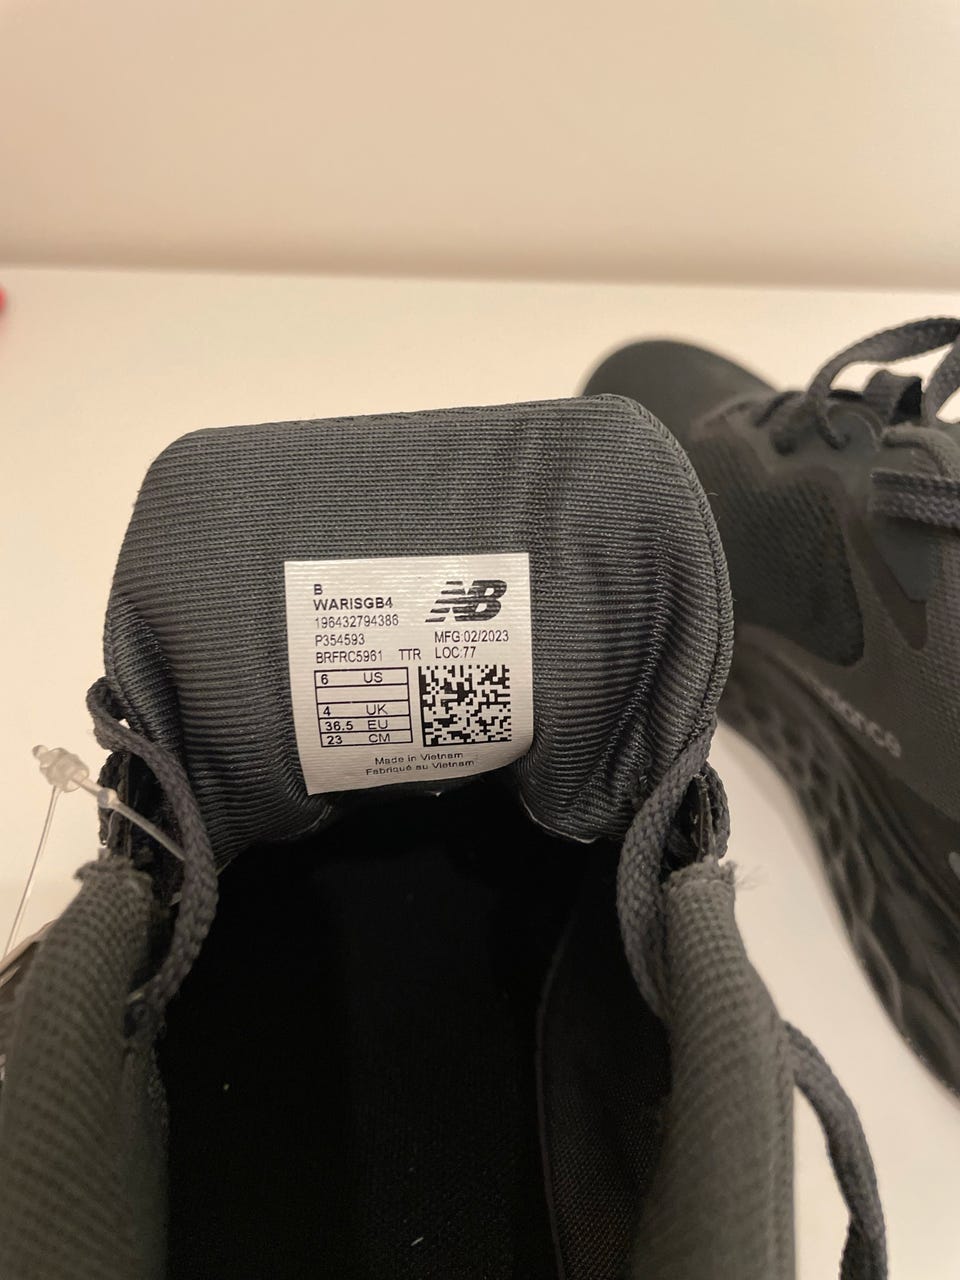 B
WARISGB4
NB
196432794386
P354593 MFG:02/2023
BRFRC5961 TTR LOC:77
6 US
4 UK
36.5 EU
23 CM
Made in Vietnam
Fabriqué au Vietnam